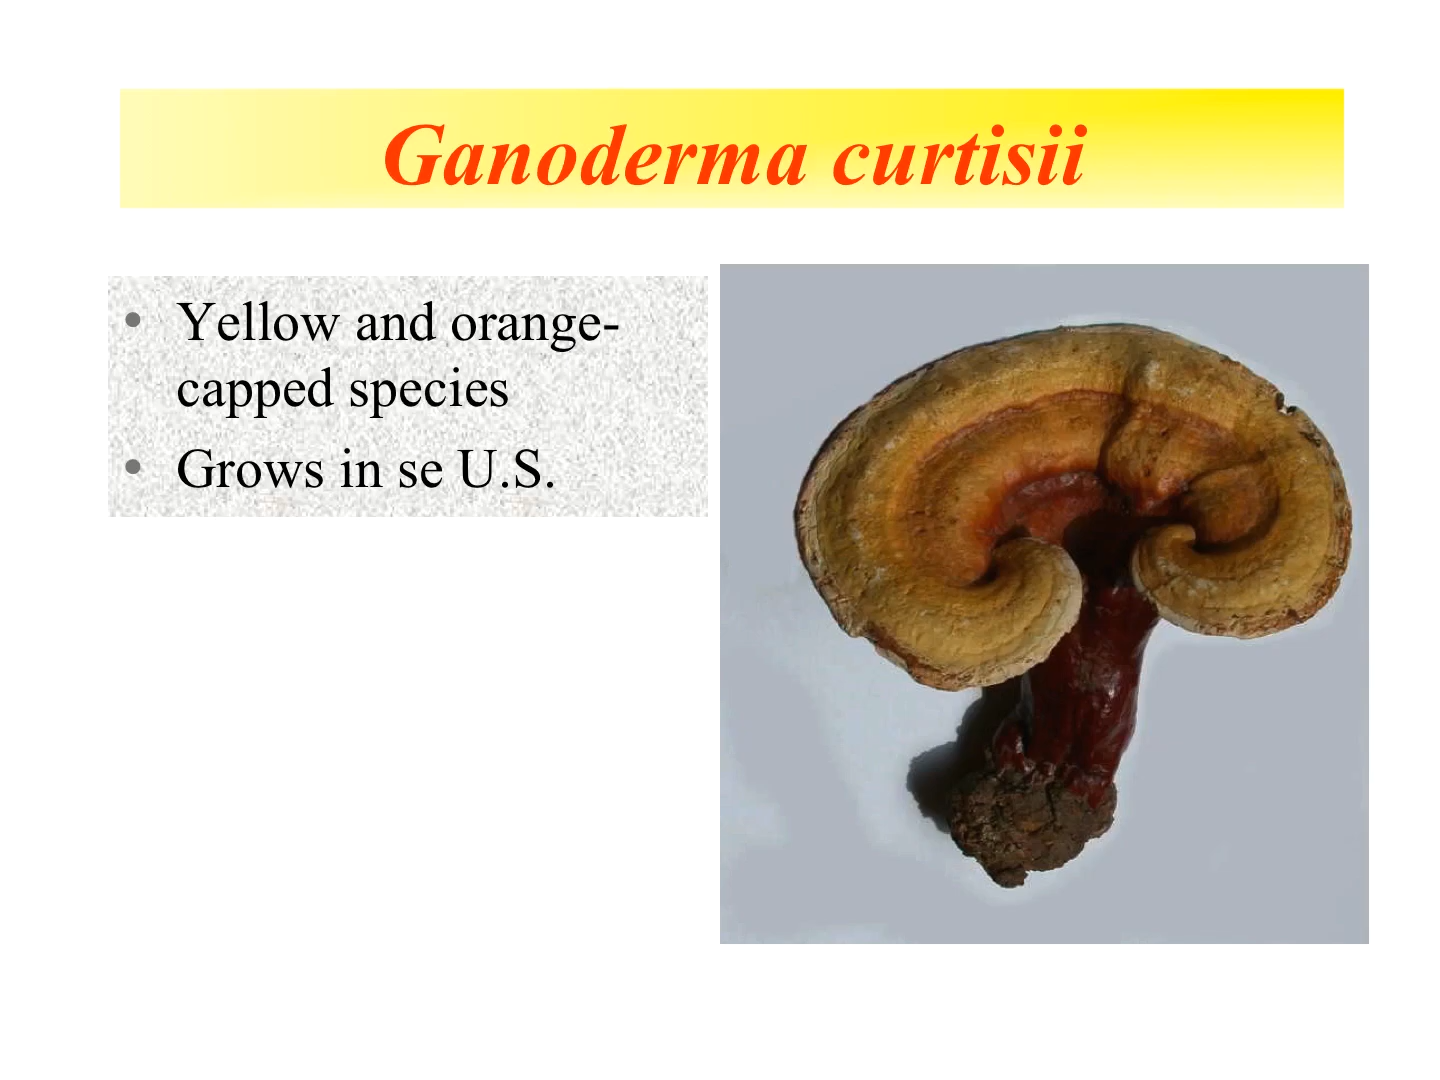 Ganoderma curtisii
• Yellow and orange-
capped species
• Grows in se U.S.